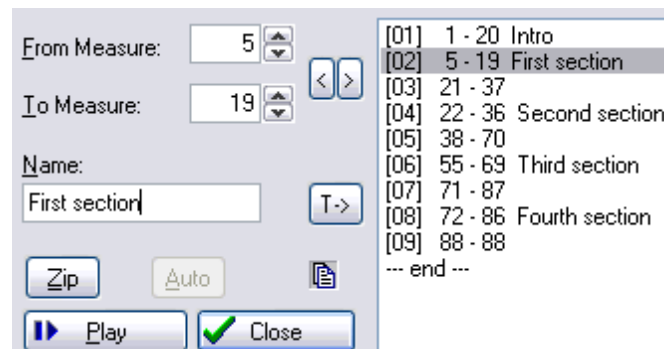 From Measure: 5
To Measure: 19
< >
Name:
First section
T->
Zip
Auto
Play
Close
[01] 1 - 20 Intro
[02] 5 - 19 First section
[03] 21 - 37
[04] 22 - 36 Second section
[05] 38 - 70
[06] 55 - 69 Third section
[07] 71 - 87
[08] 72 - 86 Fourth section
[09] 88 - 88
--- end ---